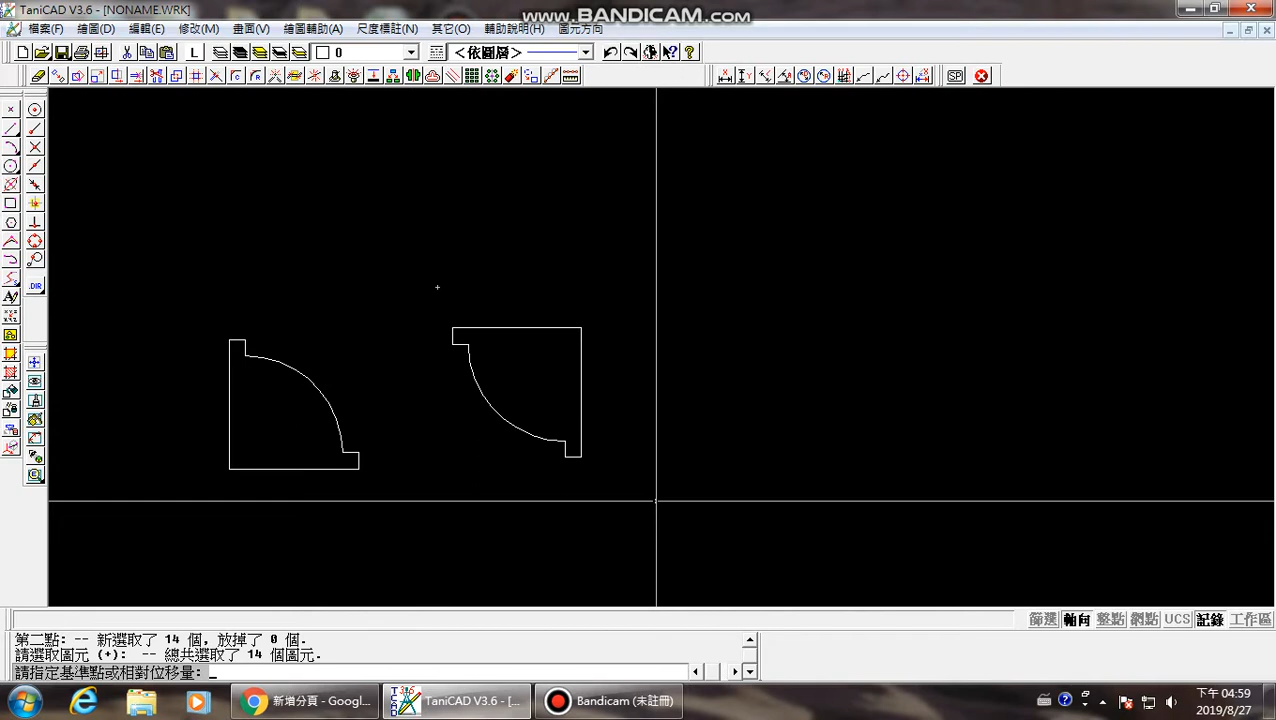 TaniCAD V3.6 - [NONAME.WRK]
www.BANDICAM.com
檔案(F) 繪圖(D) 編輯(E) 修改(M) 畫面(V) 繪圖輔助(A) 尺度標註(N) 其它(O) 輔助說明(H) 圖元方向
L 0 <依圖層>
SP
.DIR
篩選 軸向 整點 網點 UCS 記錄 工作區
第二點: -- 新選取了 14 個, 放掉了 0 個.
請選取圖元 (+): -- 總共選取了 14 個圖元.
請指定基準點或相對位移量: _
新增分頁 - Googl...
TaniCAD V3.6 - [...
Bandicam (未註冊)
下午 04:59
2019/8/27